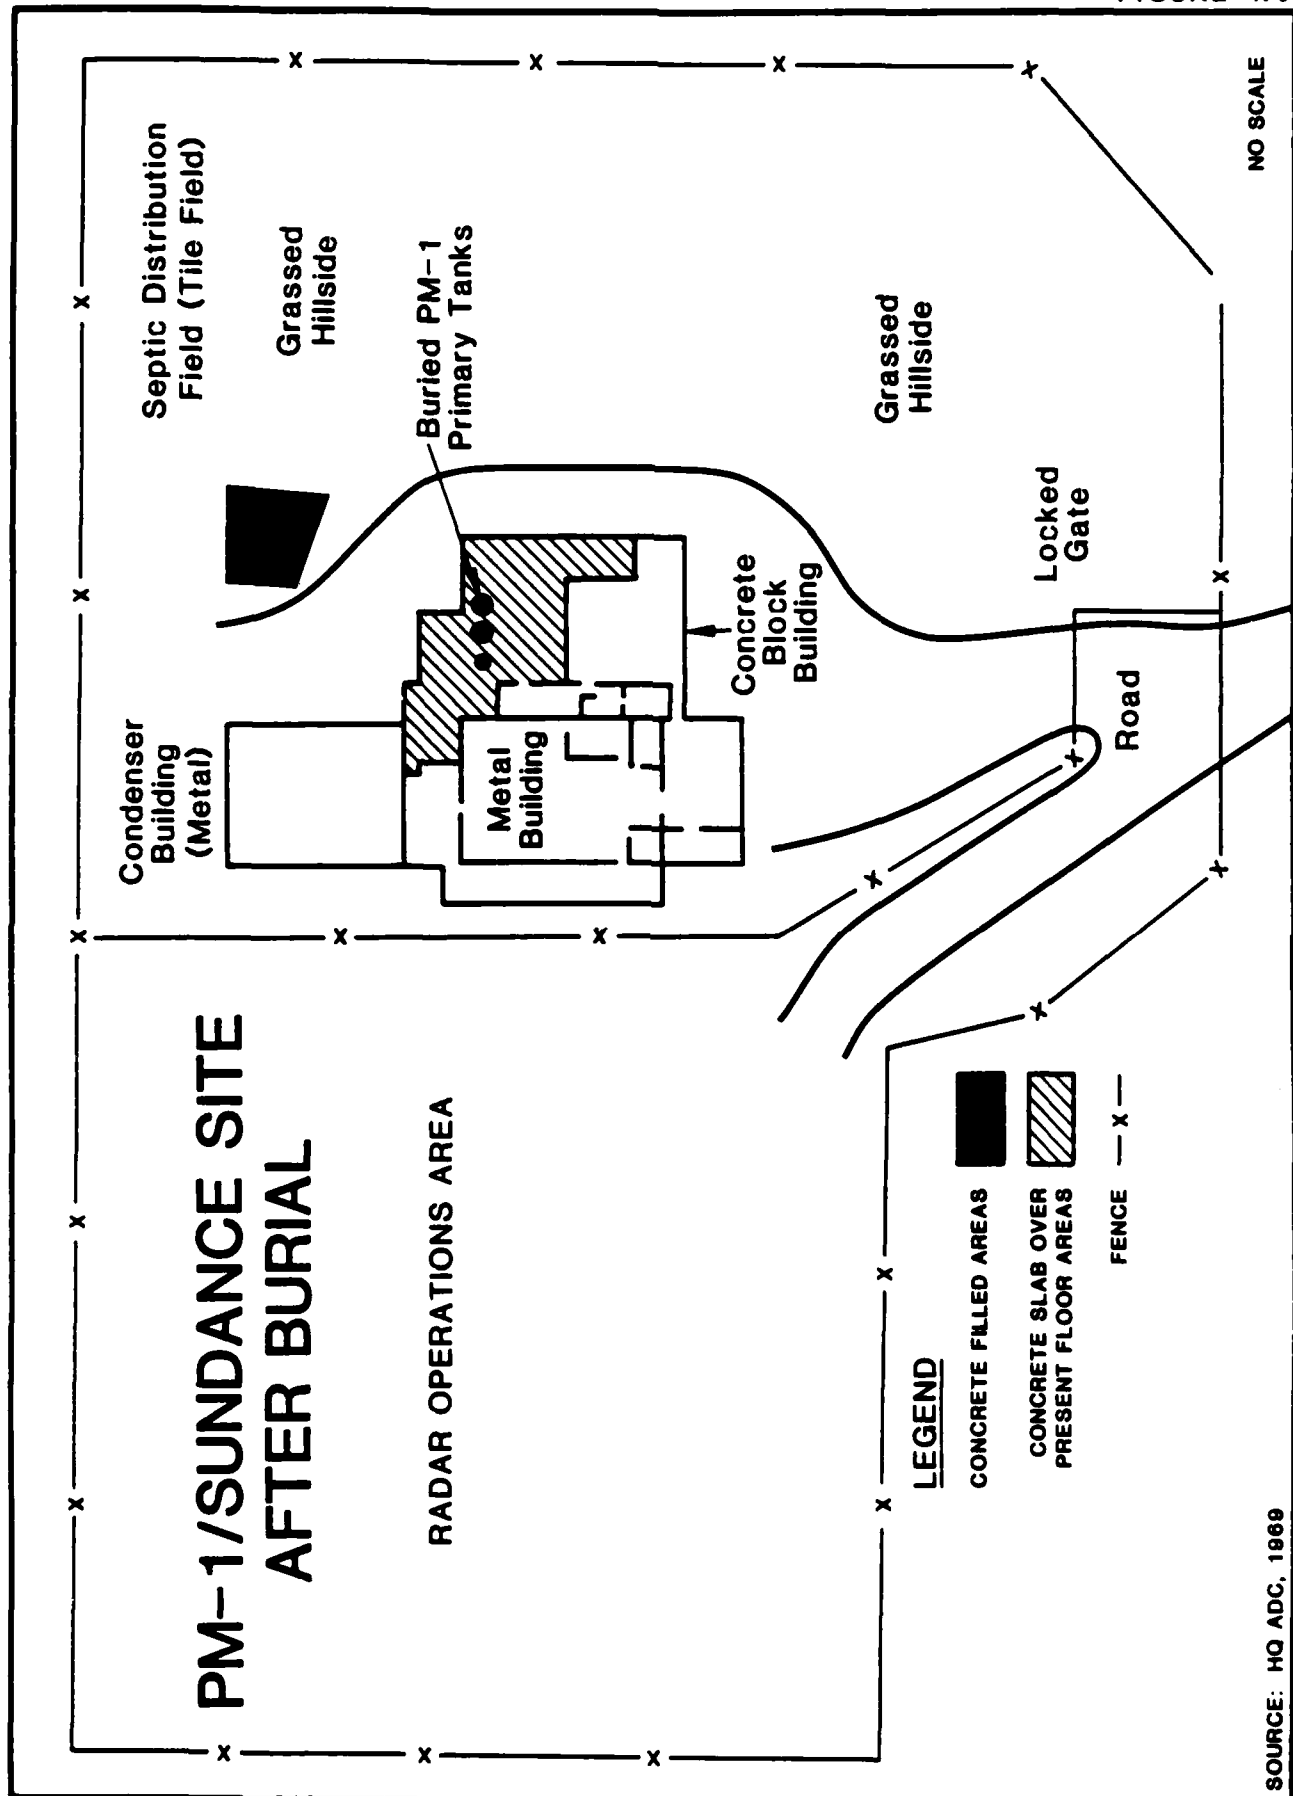 PM-1/SUNDANCE SITE
AFTER BURIAL
RADAR OPERATIONS AREA
Condenser
Building
(Metal)
Septic Distribution
Field (Tile Field)
Grassed
Hillside
Buried PM-1
Primary Tanks
Metal
Building
Concrete
Block
Building
Grassed
Hillside
Locked
Gate
Road
LEGEND
CONCRETE FILLED AREAS
CONCRETE SLAB OVER
PRESENT FLOOR AREAS
FENCE —X—
NO SCALE
SOURCE: HQ ADC, 1969